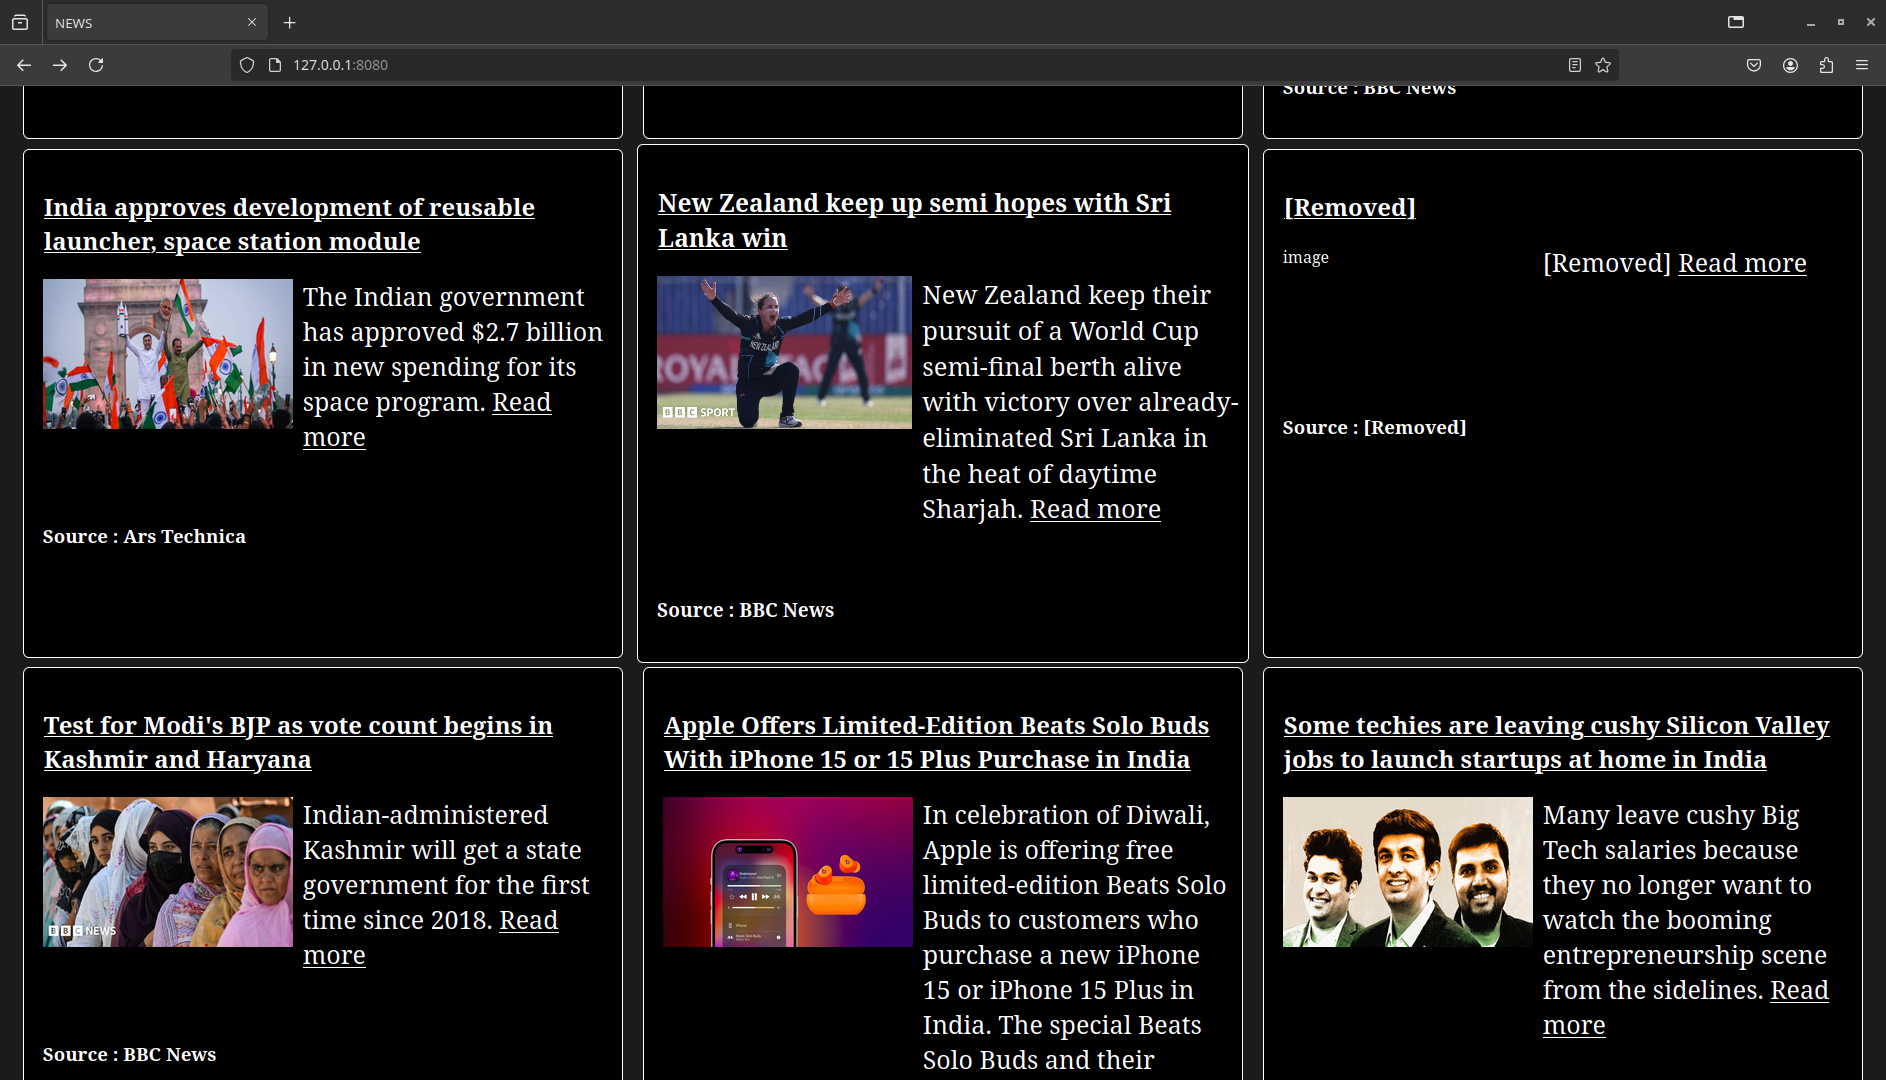 NEWS
127.0.0.1:8080
Source : BBC News
India approves development of reusable
launcher, space station module
The Indian government
has approved $2.7 billion
in new spending for its
space program. Read
more
Source : Ars Technica
New Zealand keep up semi hopes with Sri
Lanka win
NEW ZEALAND
BBC SPORT
New Zealand keep their
pursuit of a World Cup
semi-final berth alive
with victory over already-
eliminated Sri Lanka in
the heat of daytime
Sharjah. Read more
Source : BBC News
[Removed]
image
[Removed] Read more
Source : [Removed]
Test for Modi's BJP as vote count begins in
Kashmir and Haryana
BBC NEWS
Indian-administered
Kashmir will get a state
government for the first
time since 2018. Read
more
Source : BBC News
Apple Offers Limited-Edition Beats Solo Buds
With iPhone 15 or 15 Plus Purchase in India
In celebration of Diwali,
Apple is offering free
limited-edition Beats Solo
Buds to customers who
purchase a new iPhone
15 or iPhone 15 Plus in
India. The special Beats
Solo Buds and their
Some techies are leaving cushy Silicon Valley
jobs to launch startups at home in India
Many leave cushy Big
Tech salaries because
they no longer want to
watch the booming
entrepreneurship scene
from the sidelines. Read
more